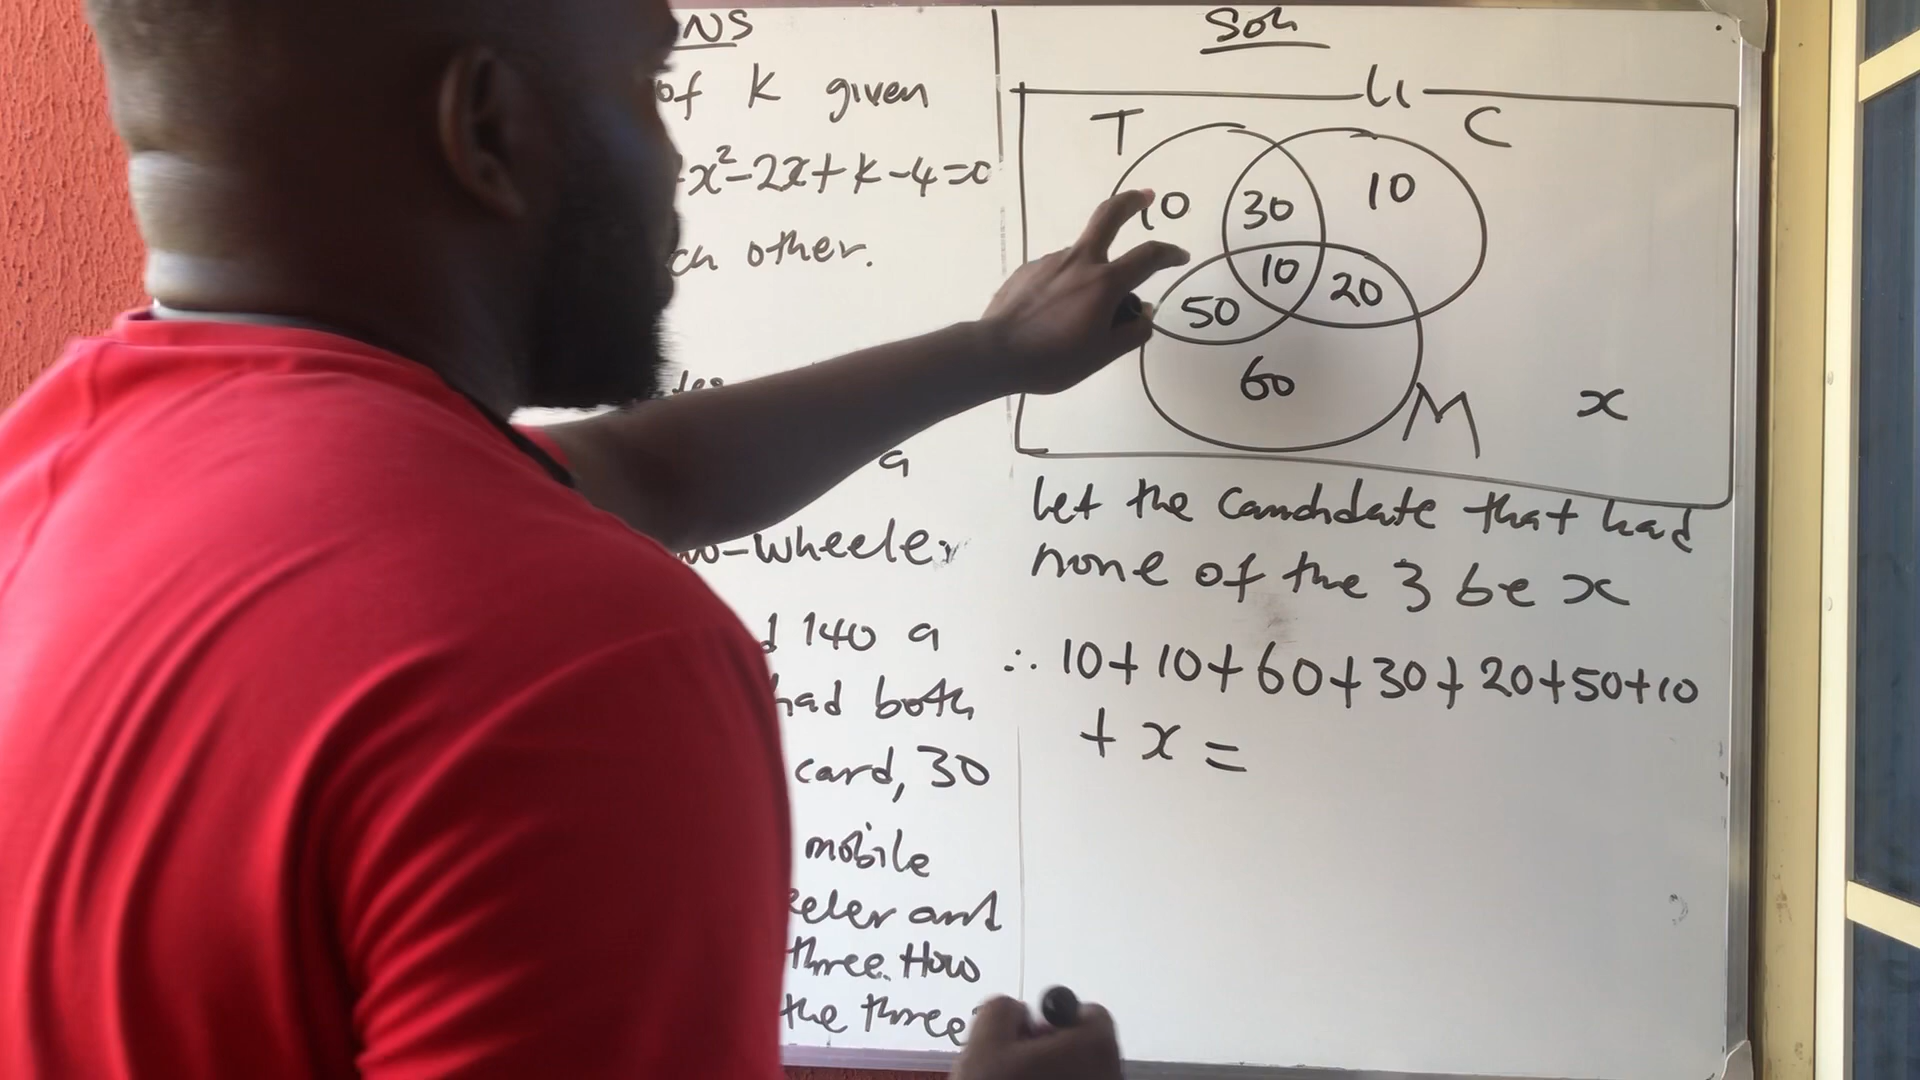 NS
of K given
x²-2x+k-4=0
ch other.
a
wo-wheeler
d 140 a
had both
card, 30
mobile
eeler and
three. How
the three
Soln
U
T
C
10
30
10
10
50
20
60
M
x
Let the candidate that had
none of the 3 be x
∴ 10+10+60+30+20+50+10
+ x =